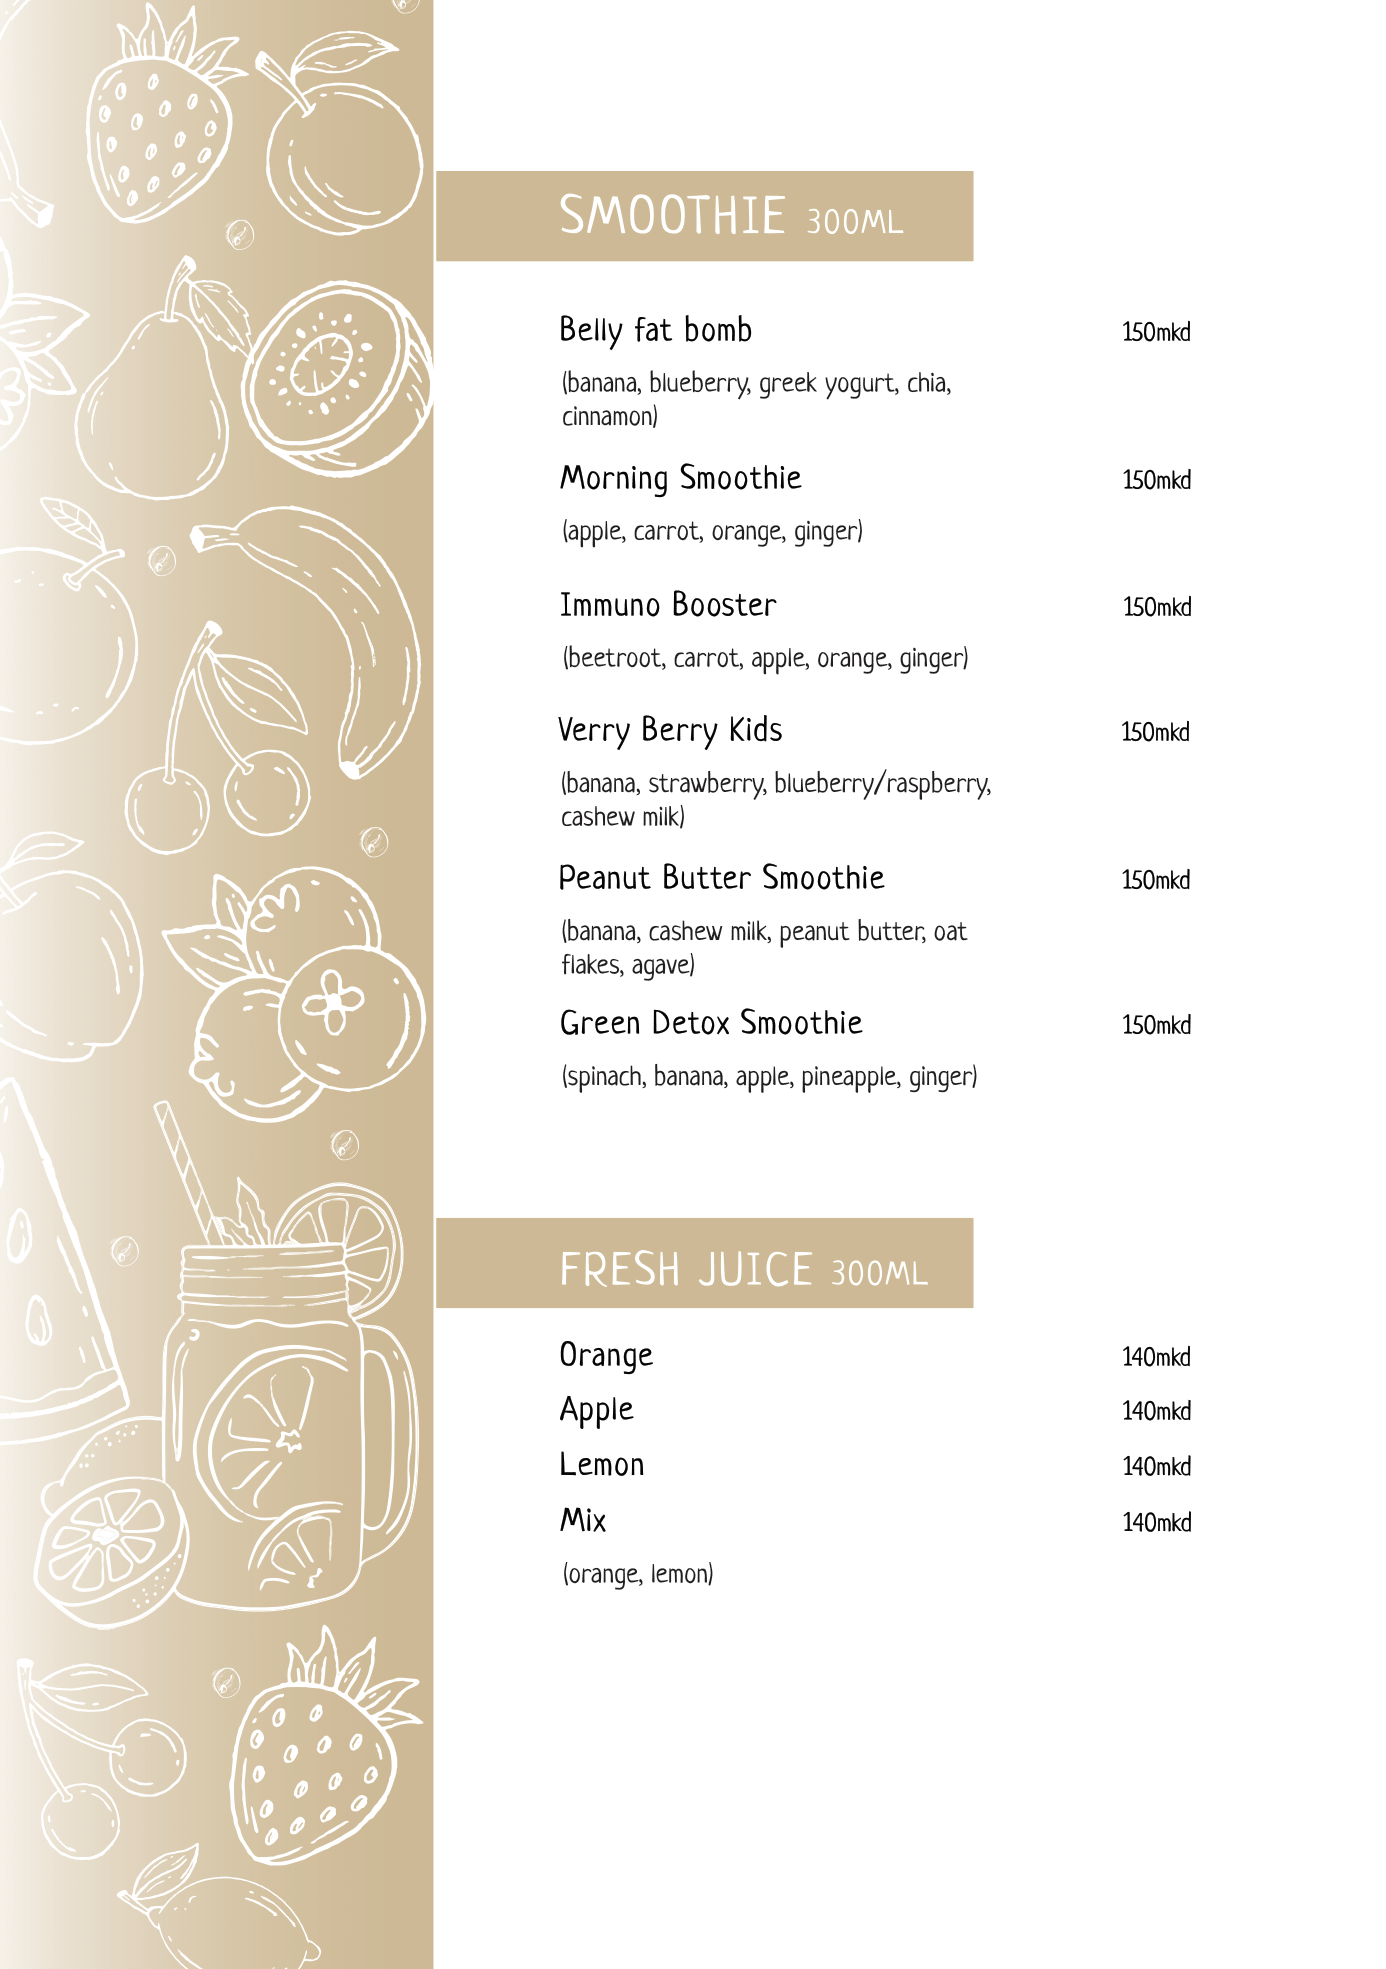 SMOOTHIE 300ML
Belly fat bomb 150mkd
(banana, blueberry, greek yogurt, chia,
cinnamon)
Morning Smoothie 150mkd
(apple, carrot, orange, ginger)
Immuno Booster 150mkd
(beetroot, carrot, apple, orange, ginger)
Verry Berry Kids 150mkd
(banana, strawberry, blueberry/raspberry,
cashew milk)
Peanut Butter Smoothie 150mkd
(banana, cashew milk, peanut butter, oat
flakes, agave)
Green Detox Smoothie 150mkd
(spinach, banana, apple, pineapple, ginger)
FRESH JUICE 300ML
Orange 140mkd
Apple 140mkd
Lemon 140mkd
Mix 140mkd
(orange, lemon)